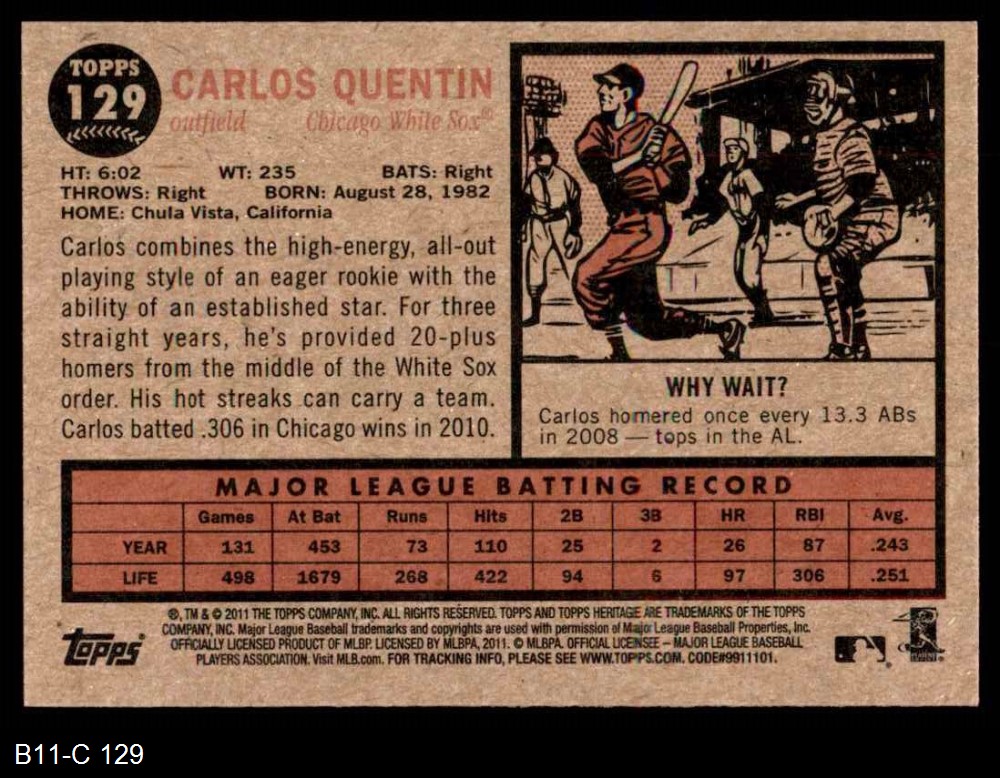 TOPPS
129
CARLOS QUENTIN
outfield Chicago White Sox®
HT: 6:02 WT: 235 BATS: Right
THROWS: Right BORN: August 28, 1982
HOME: Chula Vista, California
Carlos combines the high-energy, all-out
playing style of an eager rookie with the
ability of an established star. For three
straight years, he's provided 20-plus
homers from the middle of the White Sox
order. His hot streaks can carry a team.
Carlos batted .306 in Chicago wins in 2010.
WHY WAIT?
Carlos homered once every 13.3 ABs
in 2008 — tops in the AL.
MAJOR LEAGUE BATTING RECORD
Games At Bat Runs Hits 2B 3B HR RBI Avg.
YEAR 131 453 73 110 25 2 26 87 .243
LIFE 498 1679 268 422 94 6 97 306 .251
®, TM & © 2011 THE TOPPS COMPANY, INC. ALL RIGHTS RESERVED. TOPPS AND TOPPS HERITAGE ARE TRADEMARKS OF THE TOPPS
COMPANY, INC. Major League Baseball trademarks and copyrights are used with permission of Major League Baseball Properties, Inc.
OFFICIALLY LICENSED PRODUCT OF MLBP. LICENSED BY MLBPA, 2011. © MLBPA. OFFICIAL LICENSEE – MAJOR LEAGUE BASEBALL
PLAYERS ASSOCIATION. Visit MLB.com. FOR TRACKING INFO, PLEASE SEE WWW.TOPPS.COM. CODE#9911101.
Topps
B11-C 129